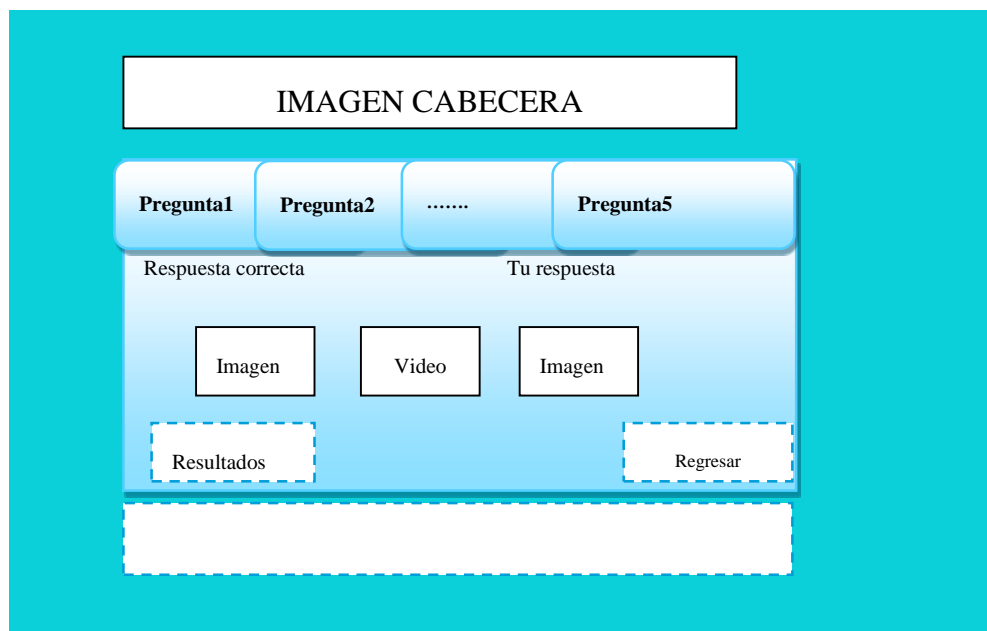 IMAGEN CABECERA
Pregunta1 Pregunta2 ....... Pregunta5
Respuesta correcta Tu respuesta
Imagen Video Imagen
Resultados Regresar